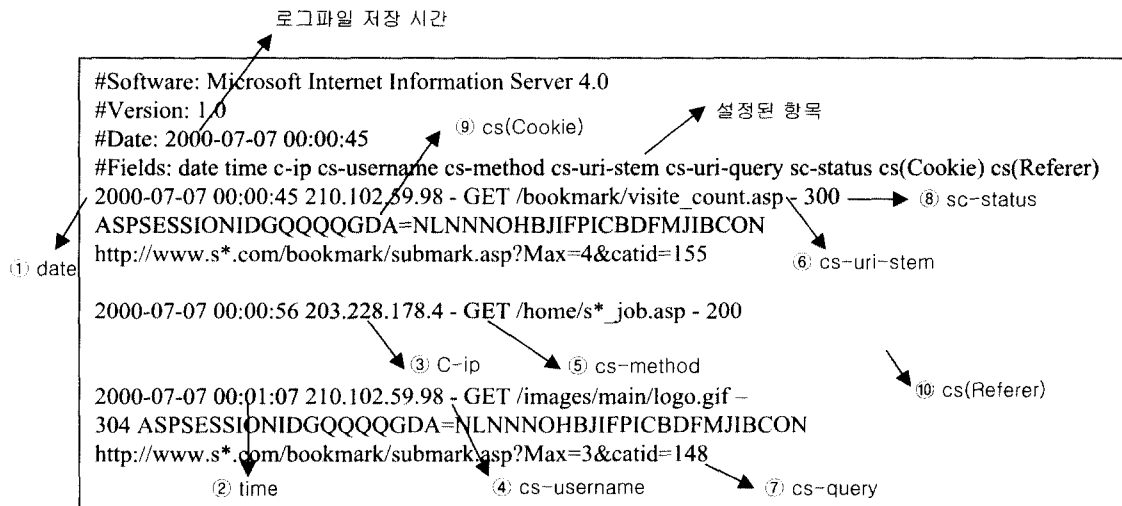 로그파일 저장 시간
#Software: Microsoft Internet Information Server 4.0
#Version: 1.0
설정된 항목
⑨ cs(Cookie)
#Date: 2000-07-07 00:00:45
#Fields: date time c-ip cs-username cs-method cs-uri-stem cs-uri-query sc-status cs(Cookie) cs(Referer)
2000-07-07 00:00:45 210.102.59.98 - GET /bookmark/visite_count.asp - 300
⑧ sc-status
ASPSESSIONIDGQQQQGDA=NLNNNOHBJIFPICBDFMJIBCON
http://www.s*.com/bookmark/submark.asp?Max=4&catid=155
① date
⑥ cs-uri-stem
2000-07-07 00:00:56 203.228.178.4 - GET /home/s*_job.asp - 200
③ C-ip
⑤ cs-method
⑩ cs(Referer)
2000-07-07 00:01:07 210.102.59.98 - GET /images/main/logo.gif –
304 ASPSESSIONIDGQQQQGDA=NLNNNOHBJIFPICBDFMJIBCON
http://www.s*.com/bookmark/submark.asp?Max=3&catid=148
② time
④ cs-username
⑦ cs-query